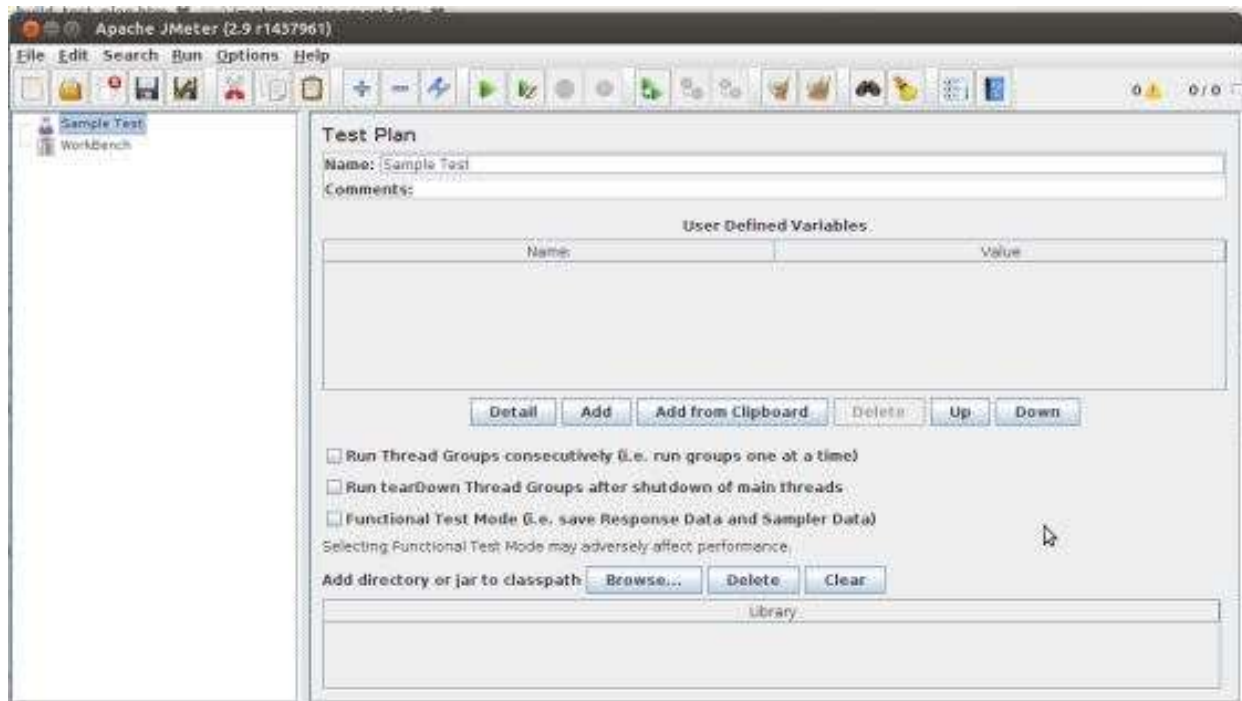 Apache JMeter (2.9 r1437961)
File Edit Search Run Options Help
0 0 / 0
Sample Test
WorkBench
Test Plan
Name: Sample Test
Comments:
User Defined Variables
Name: Value
Detail Add Add from Clipboard Delete Up Down
Run Thread Groups consecutively (i.e. run groups one at a time)
Run tearDown Thread Groups after shutdown of main threads
Functional Test Mode (i.e. save Response Data and Sampler Data)
Selecting Functional Test Mode may adversely affect performance.
Add directory or jar to classpath Browse... Delete Clear
Library